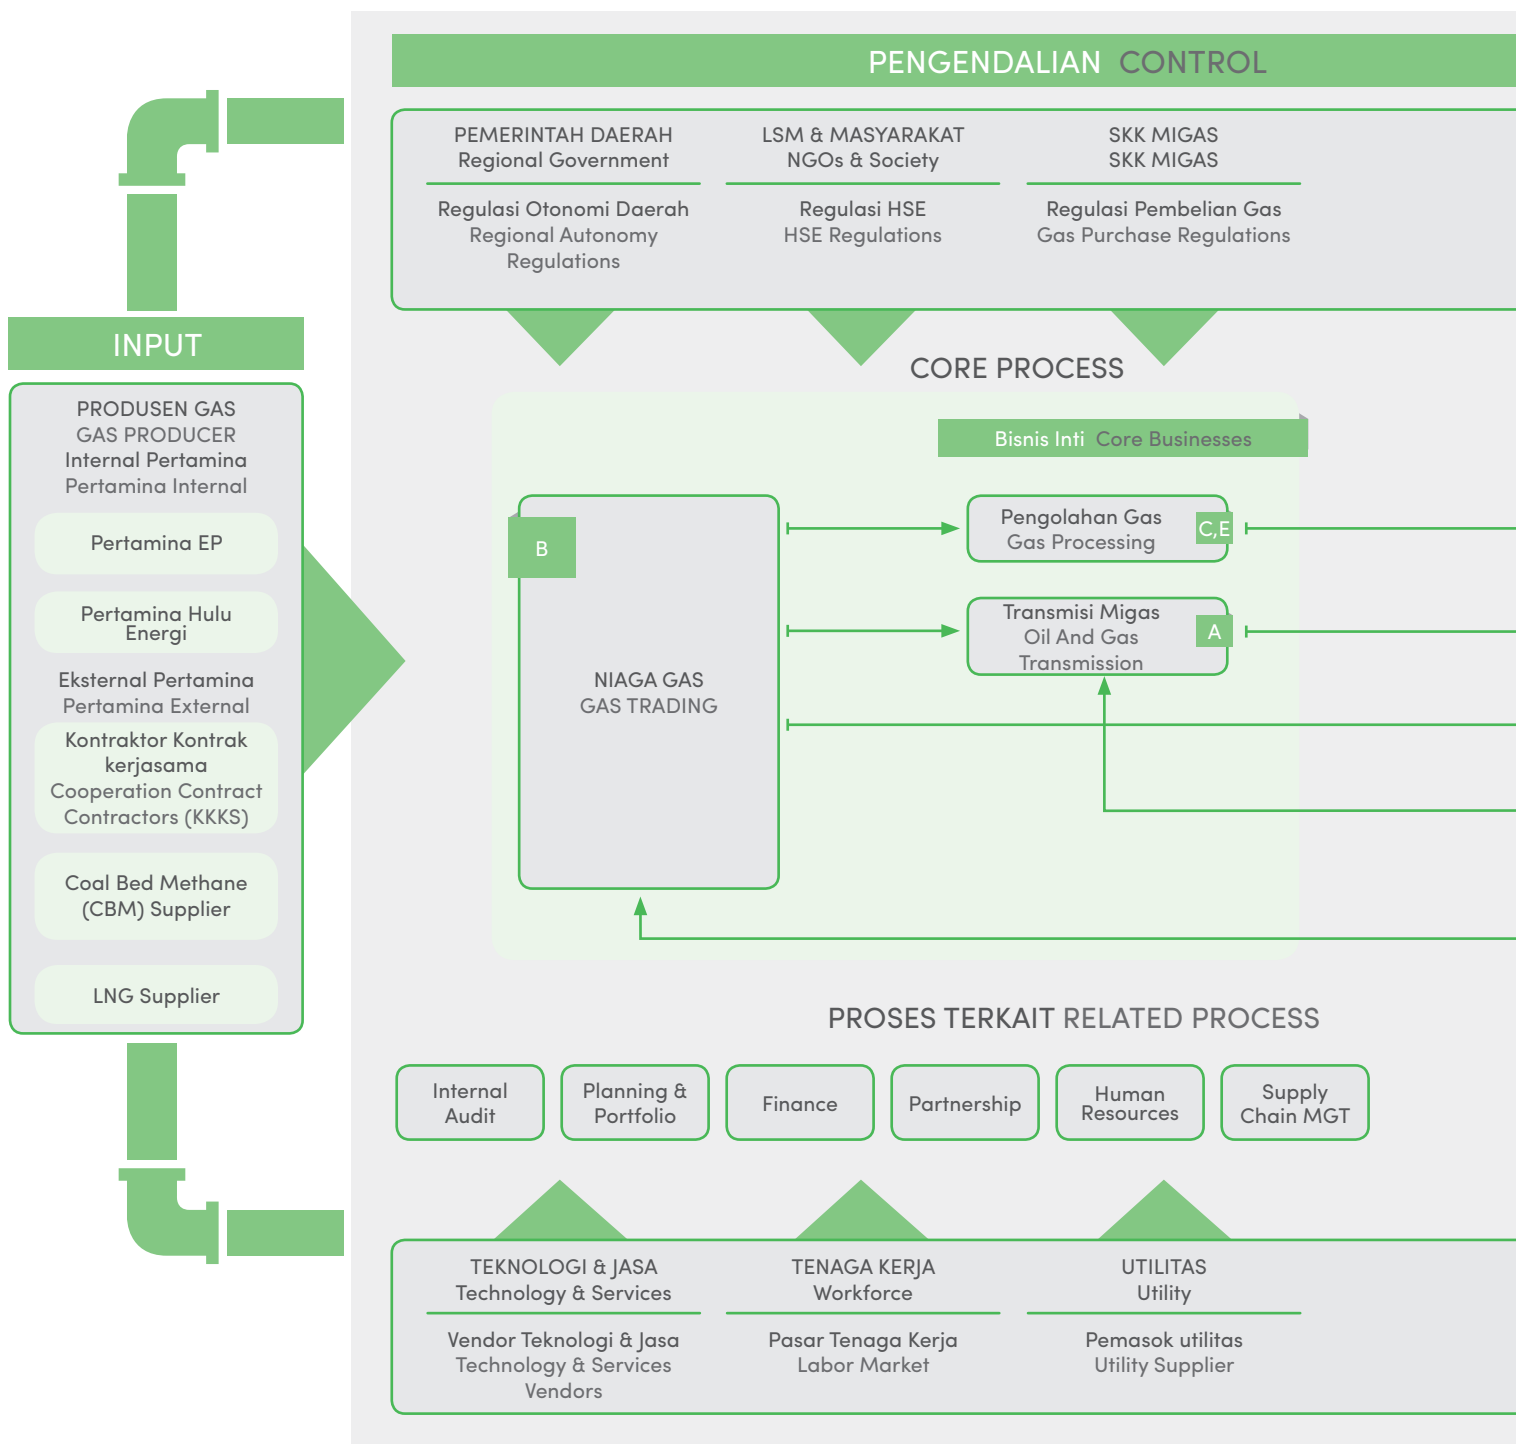 PENGENDALIAN CONTROL
PEMERINTAH DAERAH
Regional Government
Regulasi Otonomi Daerah
Regional Autonomy
Regulations
LSM & MASYARAKAT
NGOs & Society
Regulasi HSE
HSE Regulations
SKK MIGAS
SKK MIGAS
Regulasi Pembelian Gas
Gas Purchase Regulations
INPUT
PRODUSEN GAS
GAS PRODUCER
Internal Pertamina
Pertamina Internal
Pertamina EP
Pertamina Hulu
Energi
Eksternal Pertamina
Pertamina External
Kontraktor Kontrak
kerjasama
Cooperation Contract
Contractors (KKKS)
Coal Bed Methane
(CBM) Supplier
LNG Supplier
CORE PROCESS
Bisnis Inti Core Businesses
B
NIAGA GAS
GAS TRADING
Pengolahan Gas
Gas Processing
C,E
Transmisi Migas
Oil And Gas
Transmission
A
PROSES TERKAIT RELATED PROCESS
Internal
Audit
Planning &
Portfolio
Finance
Partnership
Human
Resources
Supply
Chain MGT
TEKNOLOGI & JASA
Technology & Services
Vendor Teknologi & Jasa
Technology & Services
Vendors
TENAGA KERJA
Workforce
Pasar Tenaga Kerja
Labor Market
UTILITAS
Utility
Pemasok utilitas
Utility Supplier